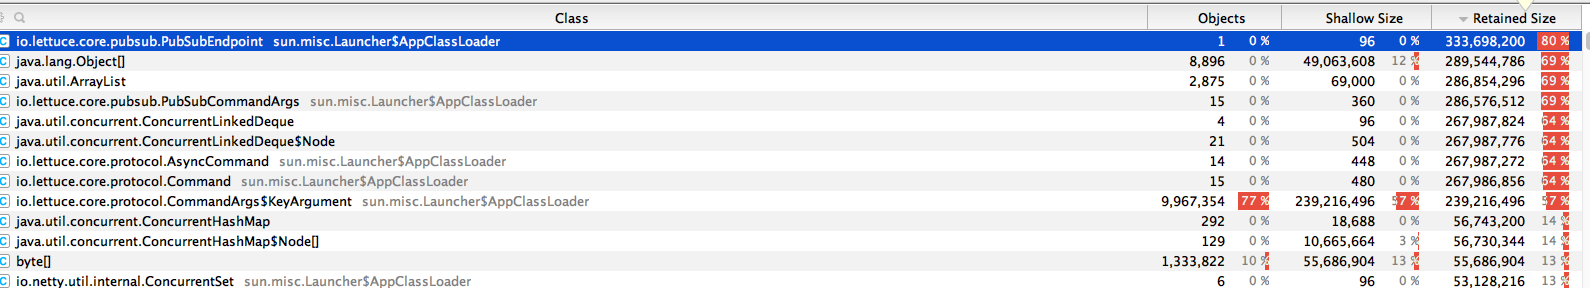 Class Objects Shallow Size Retained Size
C io.lettuce.core.pubsub.PubSubEndpoint sun.misc.Launcher$AppClassLoader 1 0 % 96 0 % 333,698,200 80 %
C java.lang.Object[] 8,896 0 % 49,063,608 12 % 289,544,786 69 %
C java.util.ArrayList 2,875 0 % 69,000 0 % 286,854,296 69 %
C io.lettuce.core.pubsub.PubSubCommandArgs sun.misc.Launcher$AppClassLoader 15 0 % 360 0 % 286,576,512 69 %
C java.util.concurrent.ConcurrentLinkedDeque 4 0 % 96 0 % 267,987,824 64 %
C java.util.concurrent.ConcurrentLinkedDeque$Node 21 0 % 504 0 % 267,987,776 64 %
C io.lettuce.core.protocol.AsyncCommand sun.misc.Launcher$AppClassLoader 14 0 % 448 0 % 267,987,272 64 %
C io.lettuce.core.protocol.Command sun.misc.Launcher$AppClassLoader 15 0 % 480 0 % 267,986,856 64 %
C io.lettuce.core.protocol.CommandArgs$KeyArgument sun.misc.Launcher$AppClassLoader 9,967,354 77 % 239,216,496 57 % 239,216,496 57 %
C java.util.concurrent.ConcurrentHashMap 292 0 % 18,688 0 % 56,743,200 14 %
C java.util.concurrent.ConcurrentHashMap$Node[] 129 0 % 10,665,664 3 % 56,730,344 14 %
C byte[] 1,333,822 10 % 55,686,904 13 % 55,686,904 13 %
C io.netty.util.internal.ConcurrentSet sun.misc.Launcher$AppClassLoader 6 0 % 96 0 % 53,128,216 13 %